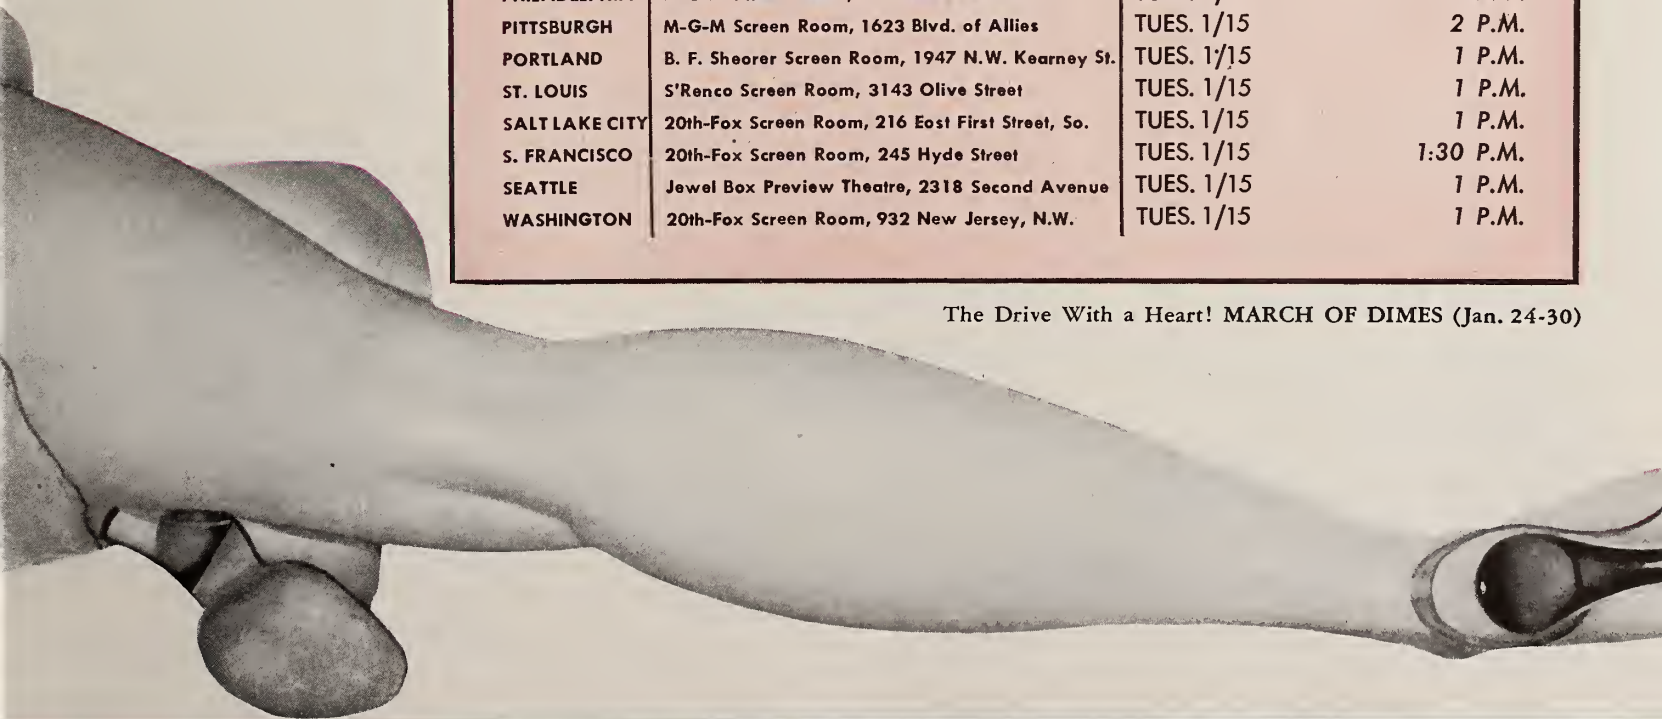 PITTSBURGH M-G-M Screen Room, 1623 Blvd. of Allies TUES. 1/15 2 P.M.
PORTLAND B. F. Sheorer Screen Room, 1947 N.W. Kearney St. TUES. 1/15 1 P.M.
ST. LOUIS S'Renco Screen Room, 3143 Olive Street TUES. 1/15 1 P.M.
SALT LAKE CITY 20th-Fox Screen Room, 216 Eost First Street, So. TUES. 1/15 1 P.M.
S. FRANCISCO 20th-Fox Screen Room, 245 Hyde Street TUES. 1/15 1:30 P.M.
SEATTLE Jewel Box Preview Theatre, 2318 Second Avenue TUES. 1/15 1 P.M.
WASHINGTON 20th-Fox Screen Room, 932 New Jersey, N.W. TUES. 1/15 1 P.M.
The Drive With a Heart! MARCH OF DIMES (Jan. 24-30)